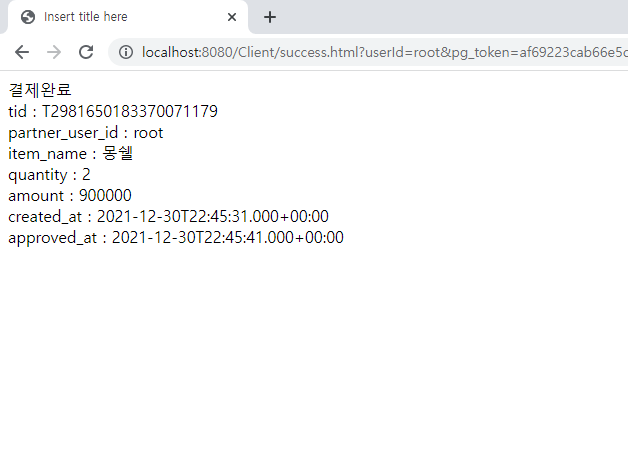 Insert title here
localhost:8080/Client/success.html?userId=root&pg_token=af69223cab66e5c
결제완료
tid : T2981650183370071179
partner_user_id : root
item_name : 몽쉘
quantity : 2
amount : 900000
created_at : 2021-12-30T22:45:31.000+00:00
approved_at : 2021-12-30T22:45:41.000+00:00